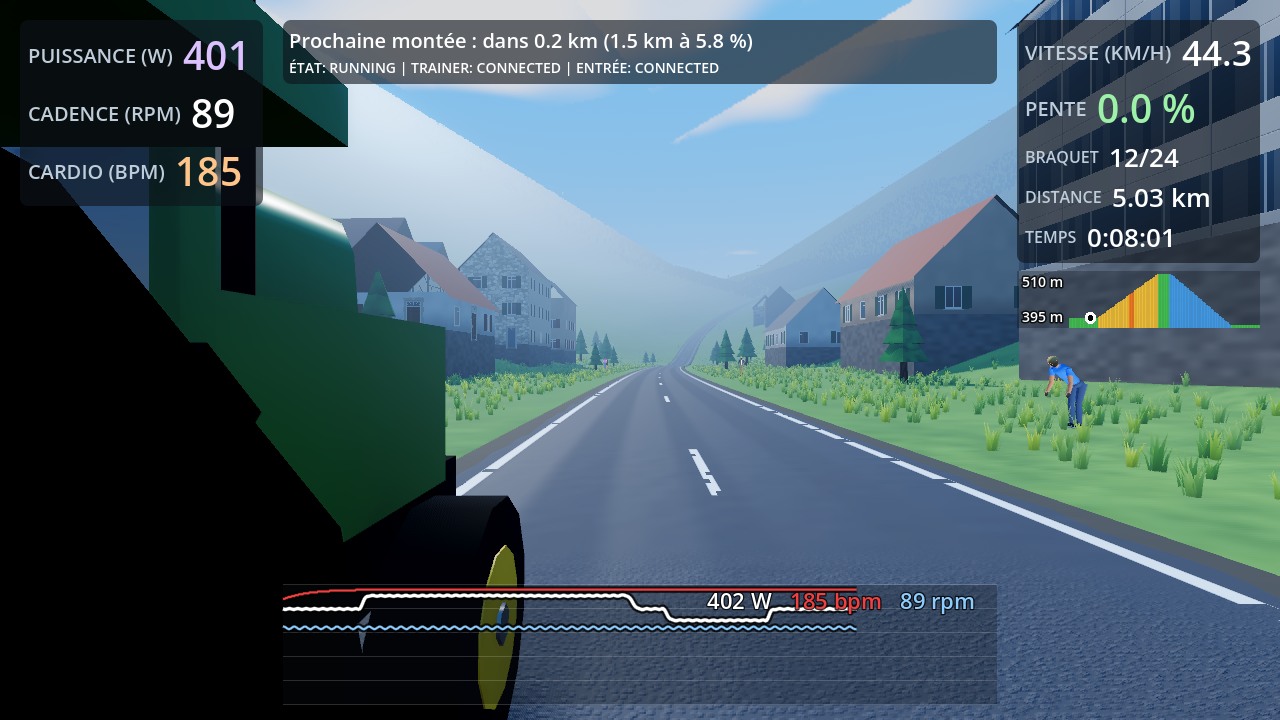 PUISSANCE (W) 401
CADENCE (RPM) 89
CARDIO (BPM) 185
Prochaine montée : dans 0.2 km (1.5 km à 5.8 %)
ÉTAT: RUNNING | TRAINER: CONNECTED | ENTRÉE: CONNECTED
VITESSE (KM/H) 44.3
PENTE 0.0 %
BRAQUET 12/24
DISTANCE 5.03 km
TEMPS 0:08:01
510 m
395 m
402 W 185 bpm 89 rpm